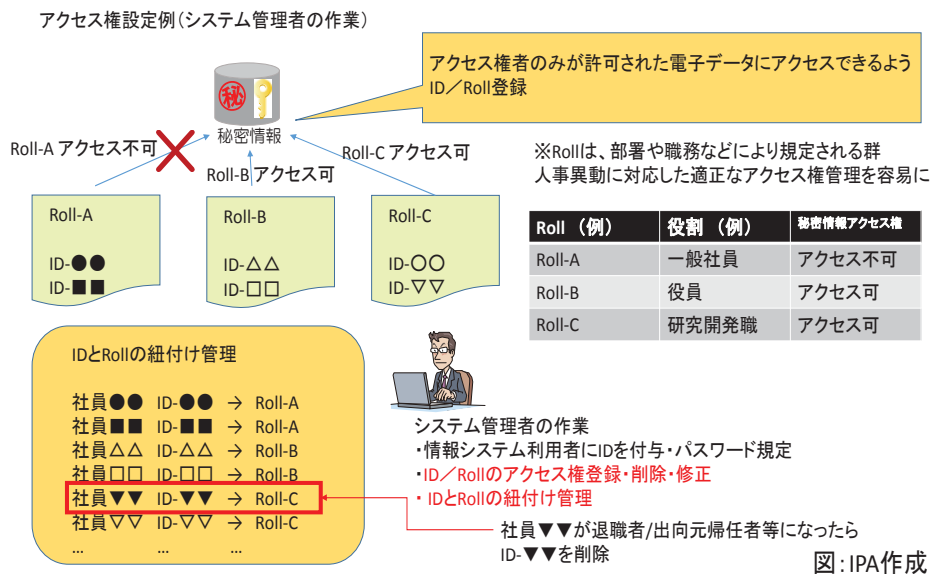 アクセス権設定例(システム管理者の作業)
アクセス権者のみが許可された電子データにアクセスできるよう
ID/Roll登録
秘
秘密情報
Roll-A アクセス不可
Roll-B アクセス可
Roll-C アクセス可
※Rollは、部署や職務などにより規定される群
人事異動に対応した適正なアクセス権管理を容易に
Roll-A
ID-●●
ID-■■
Roll-B
ID-△△
ID-□□
Roll-C
ID-○○
ID-▽▽
Roll (例) 役割 (例) 秘密情報アクセス権
Roll-A 一般社員 アクセス不可
Roll-B 役員 アクセス可
Roll-C 研究開発職 アクセス可
IDとRollの紐付け管理
社員●● ID-●● → Roll-A
社員■■ ID-■■ → Roll-A
社員△△ ID-△△ → Roll-B
社員□□ ID-□□ → Roll-B
社員▼▼ ID-▼▼ → Roll-C
社員▽▽ ID-▽▽ → Roll-C
… … …
システム管理者の作業
・情報システム利用者にIDを付与・パスワード規定
・ID/Rollのアクセス権登録・削除・修正
・ IDとRollの紐付け管理
社員▼▼が退職者/出向元帰任者等になったら
ID-▼▼を削除
図:IPA作成